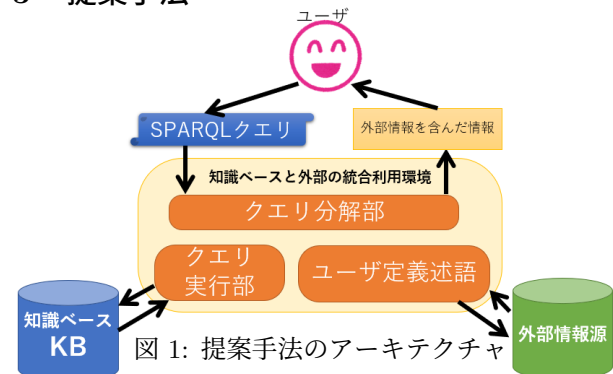 提案手法
ユーザ
SPARQLクエリ
外部情報を含んだ情報
知識ベースと外部の統合利用環境
クエリ分解部
クエリ
実行部
ユーザ定義述語
知識ベース
KB
外部情報源
図 1: 提案手法のアーキテクチャ